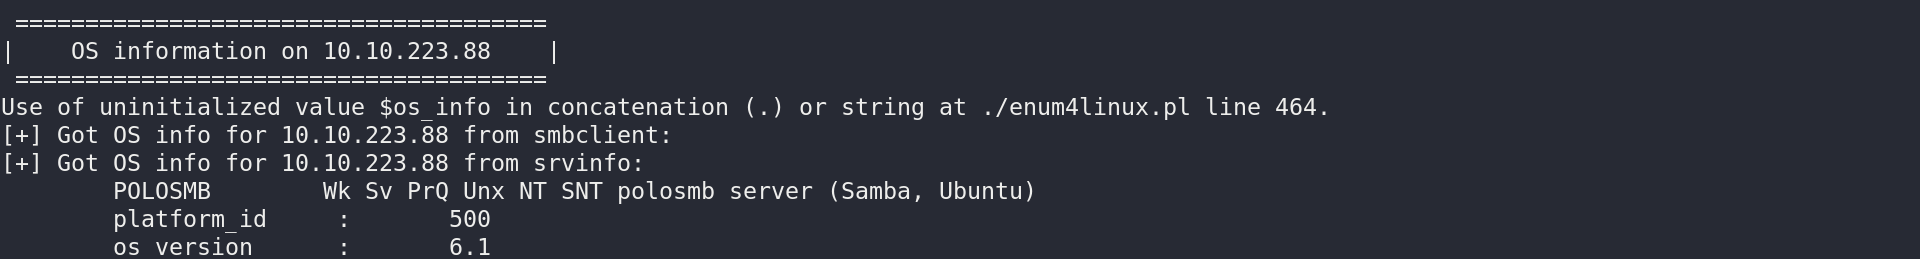 ======================================
|    OS information on 10.10.223.88    |
 ======================================
Use of uninitialized value $os_info in concatenation (.) or string at ./enum4linux.pl line 464.
[+] Got OS info for 10.10.223.88 from smbclient:
[+] Got OS info for 10.10.223.88 from srvinfo:
        POLOSMB        Wk Sv PrQ Unx NT SNT polosmb server (Samba, Ubuntu)
        platform_id     :       500
        os version      :       6.1